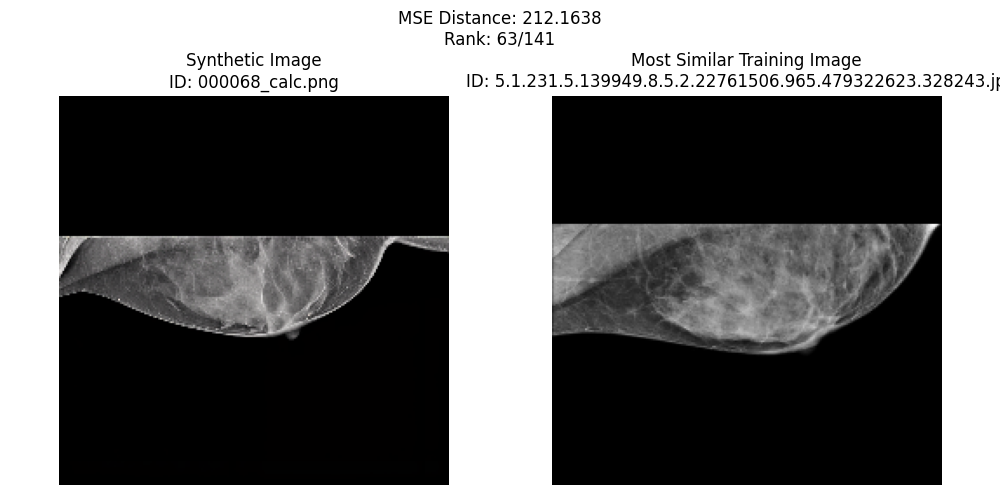 MSE Distance: 212.1638
Rank: 63/141
Synthetic Image
ID: 000068_calc.png
Most Similar Training Image
ID: 5.1.231.5.139949.8.5.2.22761506.965.479322623.328243.jp